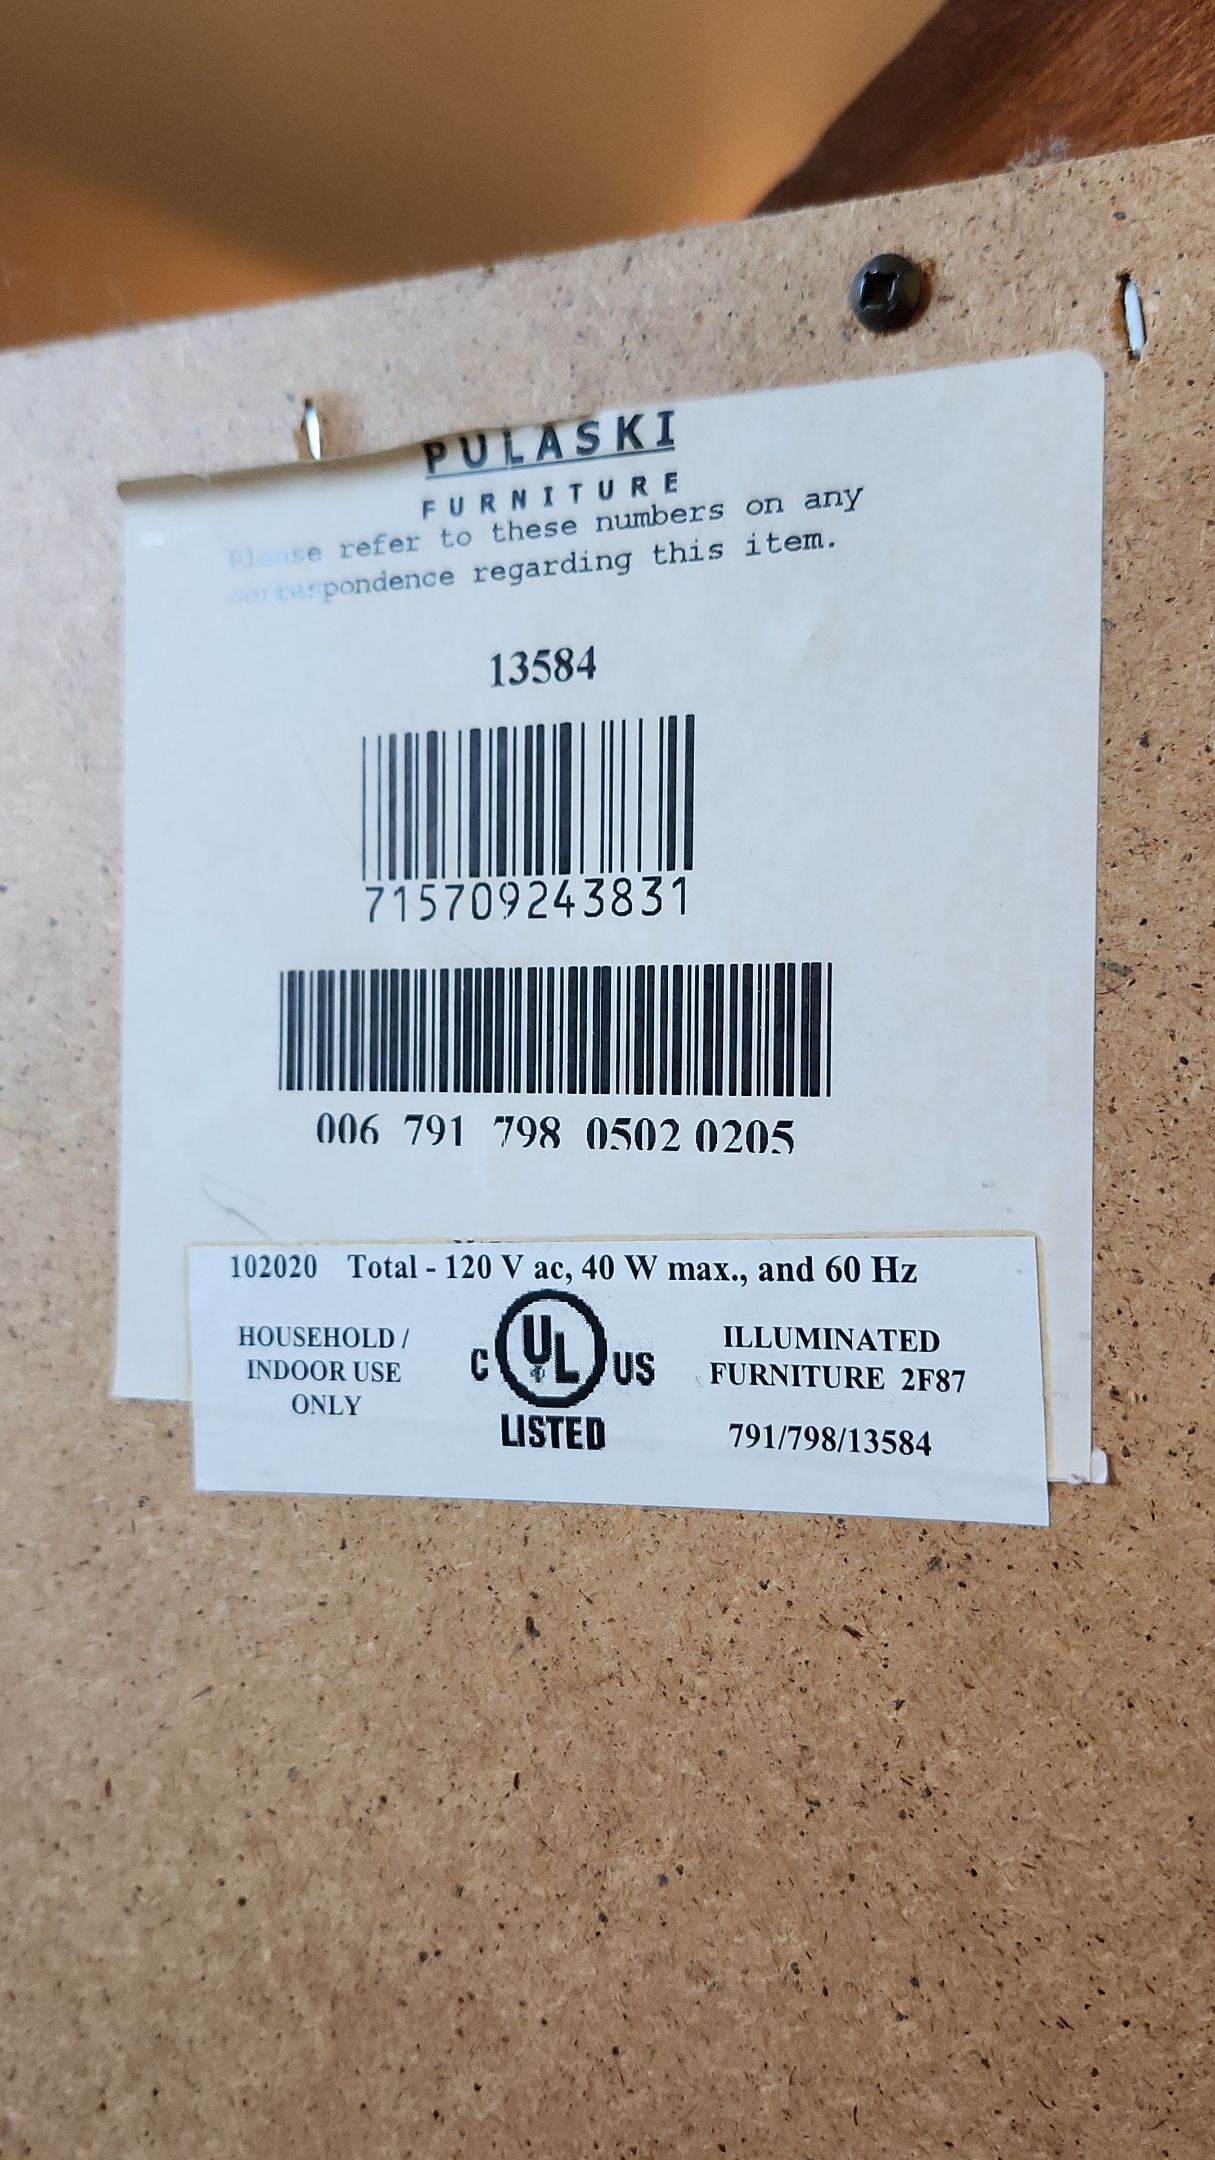 PULASKI
FURNITURE
Please refer to these numbers on any
correspondence regarding this item.
13584
715709243831
006 791 798 0502 0205
102020 Total - 120 V ac, 40 W max., and 60 Hz
HOUSEHOLD /
INDOOR USE
ONLY
C UL US
LISTED
ILLUMINATED
FURNITURE 2F87
791/798/13584